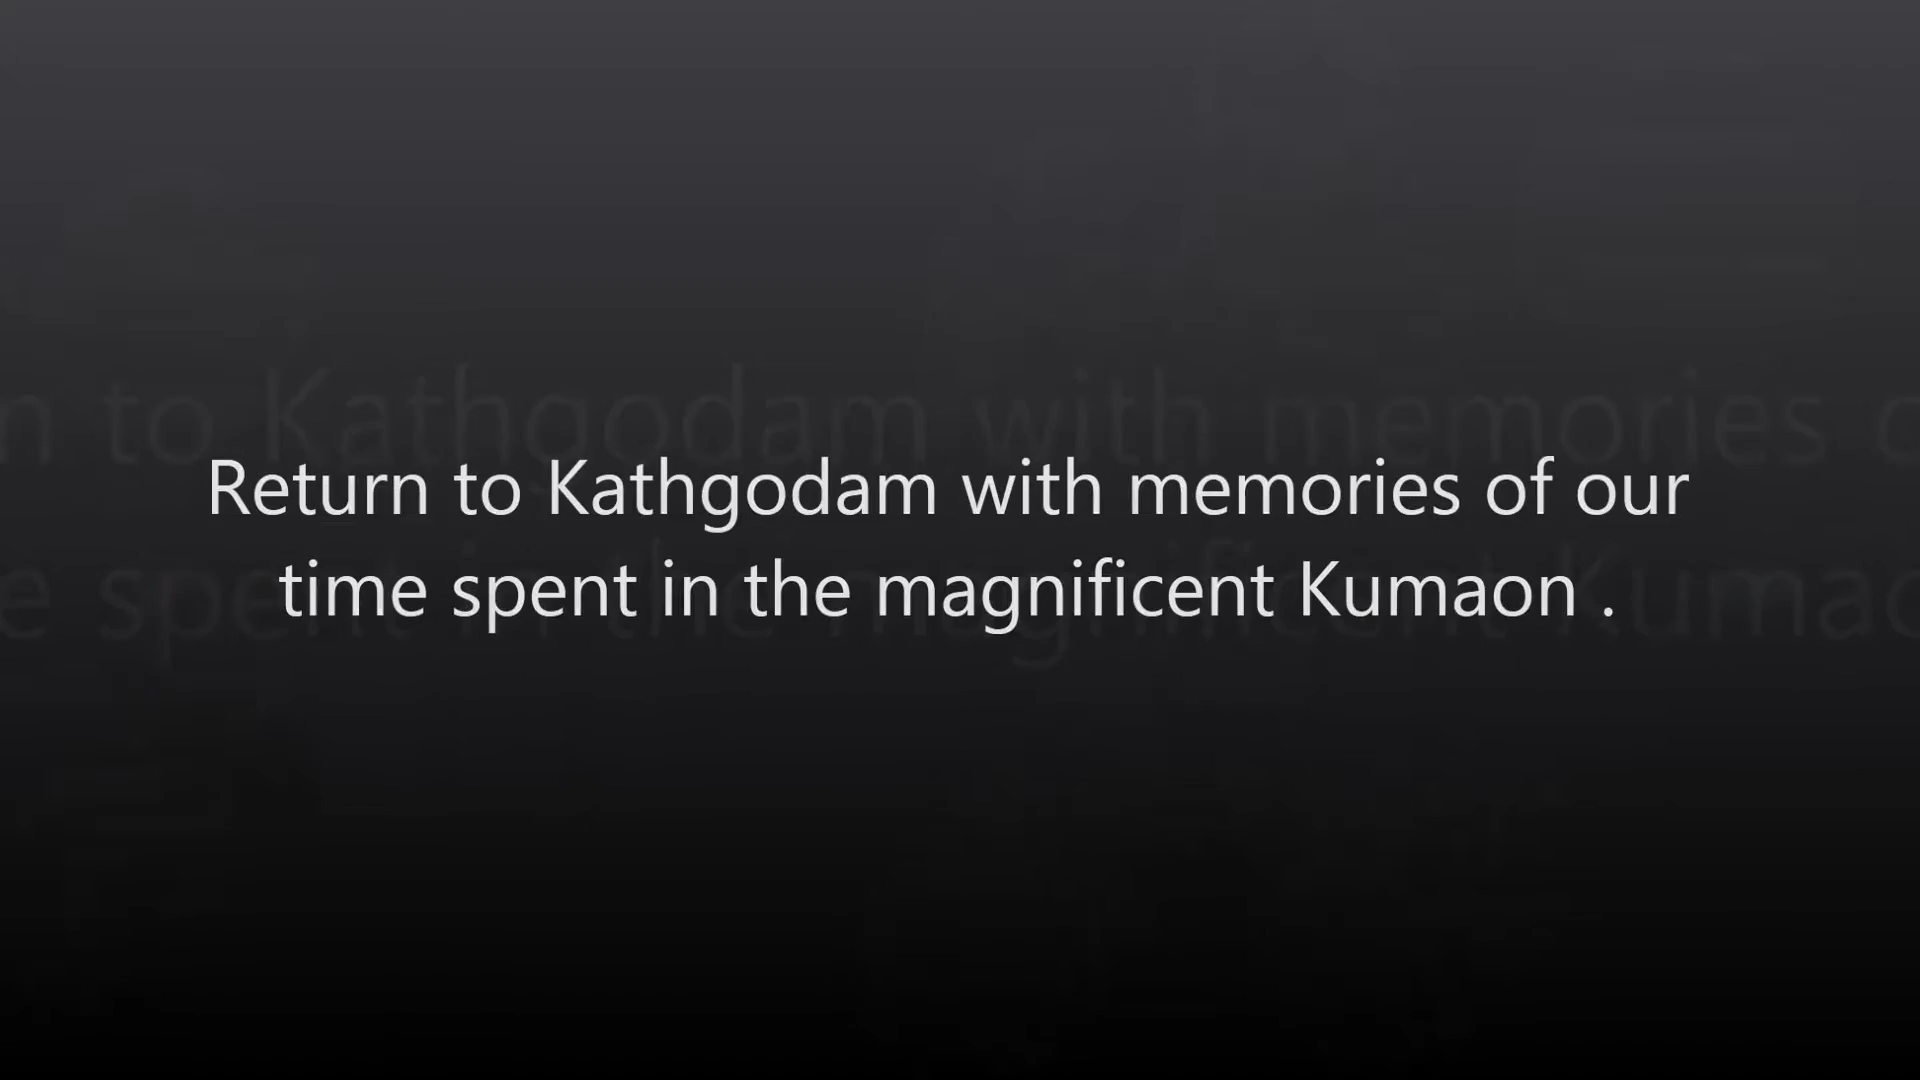 Return to Kathgodam with memories of our
time spent in the magnificent Kumaon .